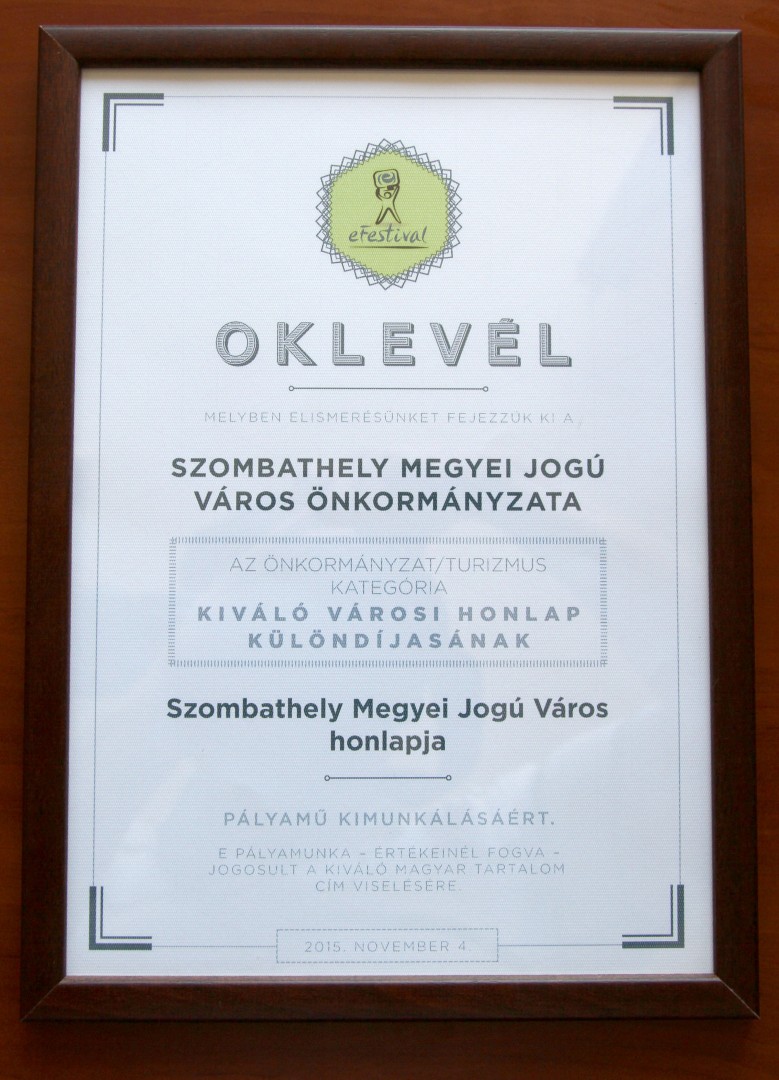 eFestival
OKLEVÉL
MELYBEN ELISMERÉSÜNKET FEJEZZÜK KI A
SZOMBATHELY MEGYEI JOGÚ
VÁROS ÖNKORMÁNYZATA
AZ ÖNKORMÁNYZAT/TURIZMUS
KATEGÓRIA
KIVÁLÓ VÁROSI HONLAP
KÜLÖNDÍJASÁNAK
Szombathely Megyei Jogú Város
honlapja
PÁLYAMŰ KIMUNKÁLÁSÁÉRT.
E PÁLYAMUNKA – ÉRTÉKEINÉL FOGVA –
JOGOSULT A KIVÁLÓ MAGYAR TARTALOM
CÍM VISELÉSÉRE.
2015. NOVEMBER 4.